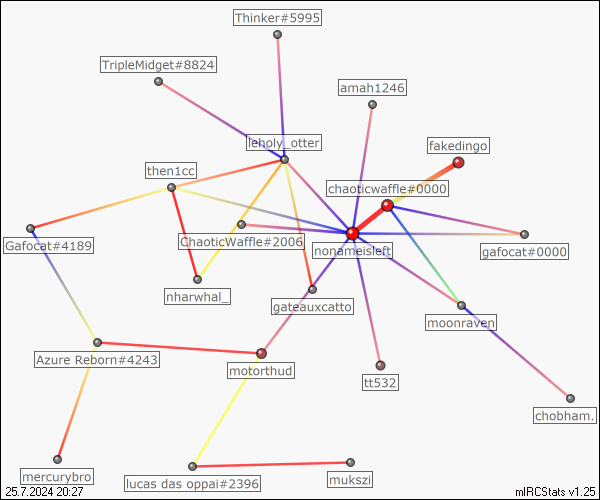 Thinker#5995
TripleMidget#8824
amah1246
leholy_otter
fakedingo
then1cc
chaoticwaffle#0000
Gafocat#4189
ChaoticWaffle#2006
nonameisleft
gafocat#0000
nharwhal_
gateauxcatto
moonraven
Azure Reborn#4243
motorthud
tt532
chobham.
mercurybro
lucas das oppai#2396
mukszi
25.7.2024 20:27
mIRCStats v1.25